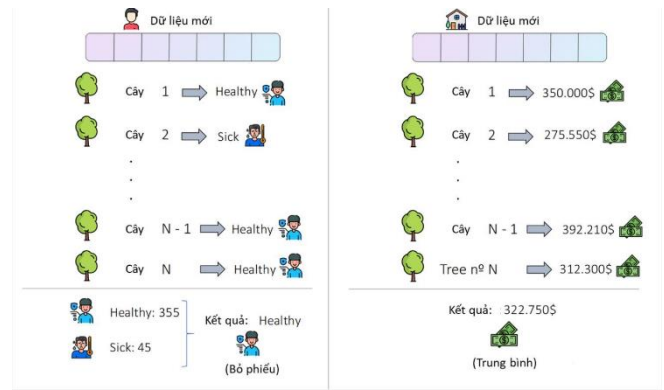 Dữ liệu mới
Cây 1 Healthy
Cây 2 Sick
.
.
.
Cây N - 1 Healthy
Cây N Healthy
Healthy: 355
Sick: 45
Kết quả: Healthy
(Bỏ phiếu)
Dữ liệu mới
Cây 1 350.000$
Cây 2 275.550$
.
.
.
Cây N - 1 392.210$
Tree nº N 312.300$
Kết quả: 322.750$
(Trung bình)